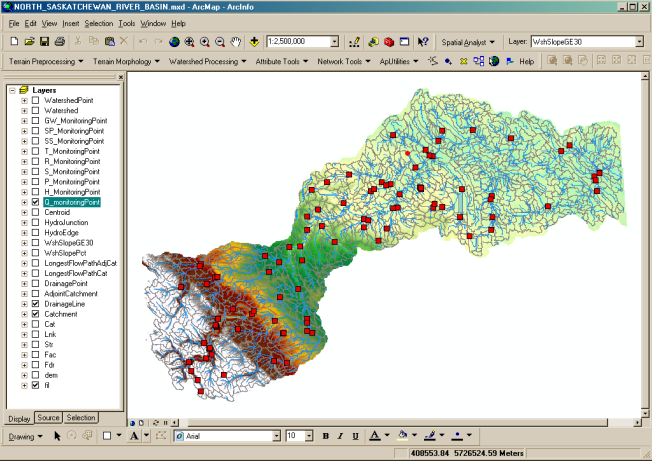 NORTH_SASKATCHEWAN_RIVER_BASIN.mxd - ArcMap - ArcInfo
File Edit View Insert Selection Tools Window Help
1:2,500,000 Spatial Analyst Layer: WshSlopeGE30
Terrain Preprocessing Terrain Morphology Watershed Processing Attribute Tools Network Tools ApUtilities Help
Layers
WatershedPoint
Watershed
GW_MonitoringPoint
SP_MonitoringPoint
SS_MonitoringPoint
T_MonitoringPoint
R_MonitoringPoint
S_MonitoringPoint
P_MonitoringPoint
H_MonitoringPoint
Q_monitoringPoint
Centroid
HydroJunction
HydroEdge
WshSlopeGE30
WshSlopePct
LongestFlowPathAdjCat
LongestFlowPathCat
DrainagePoint
AdjointCatchment
DrainageLine
Catchment
Cat
Lnk
Str
Fac
Fdr
dem
fil
Display Source Selection
Drawing A Arial 10 B I U A
408553.84 5726524.59 Meters